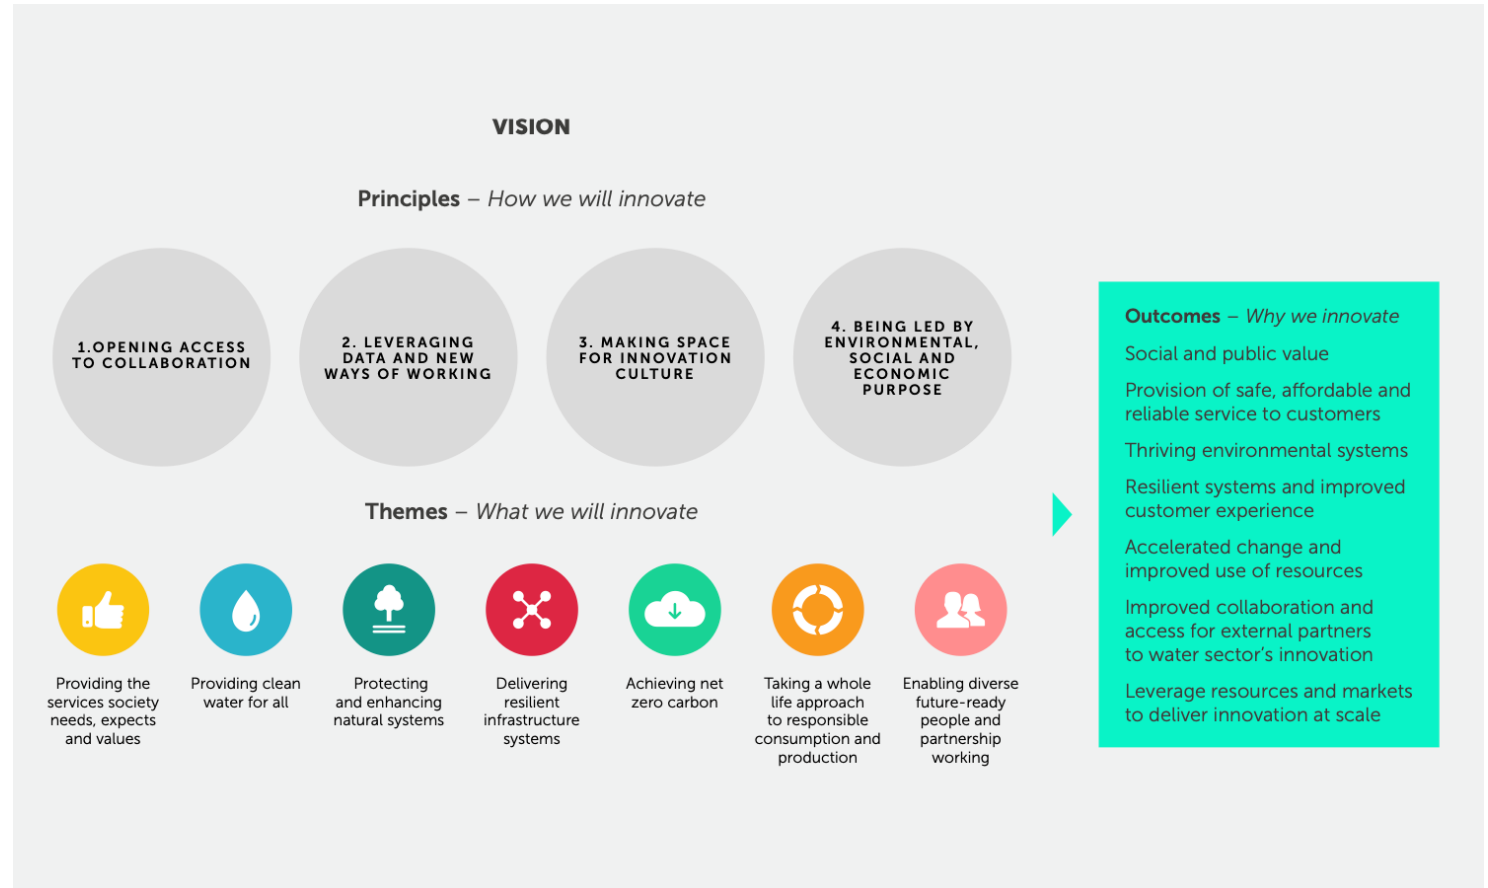 VISION
Principles – How we will innovate
1.OPENING ACCESS
TO COLLABORATION
2. LEVERAGING
DATA AND NEW
WAYS OF WORKING
3. MAKING SPACE
FOR INNOVATION
CULTURE
4. BEING LED BY
ENVIRONMENTAL,
SOCIAL AND
ECONOMIC
PURPOSE
Themes – What we will innovate
Providing the
services society
needs, expects
and values
Providing clean
water for all
Protecting
and enhancing
natural systems
Delivering
resilient
infrastructure
systems
Achieving net
zero carbon
Taking a whole
life approach
to responsible
consumption and
production
Enabling diverse
future-ready
people and
partnership
working
Outcomes – Why we innovate
Social and public value
Provision of safe, affordable and
reliable service to customers
Thriving environmental systems
Resilient systems and improved
customer experience
Accelerated change and
improved use of resources
Improved collaboration and
access for external partners
to water sector’s innovation
Leverage resources and markets
to deliver innovation at scale